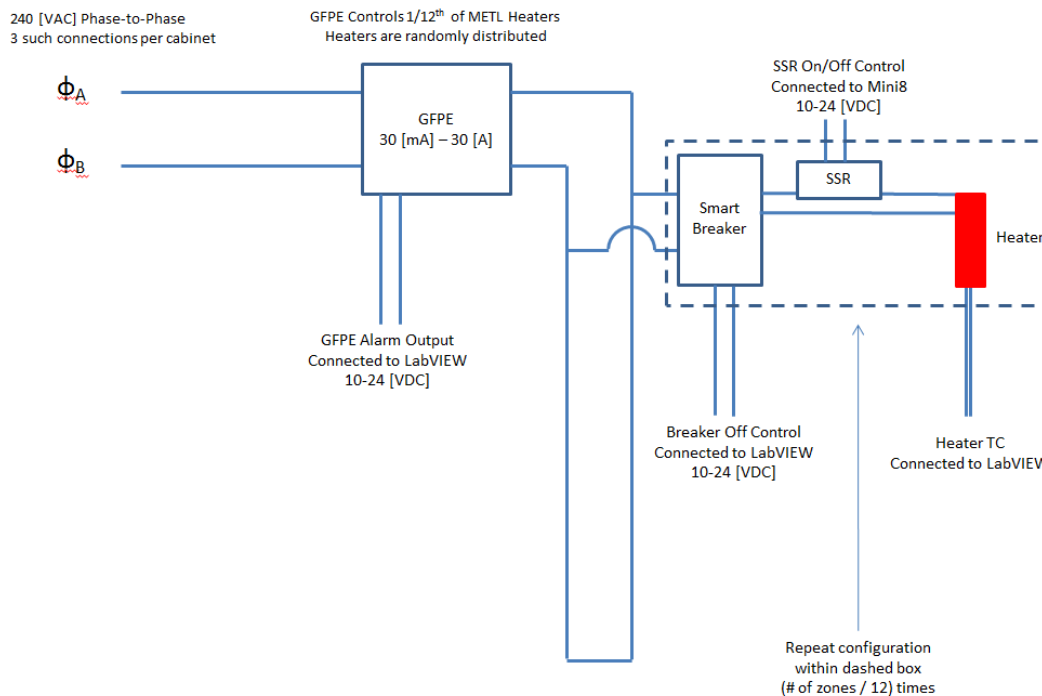 240 [VAC] Phase-to-Phase
3 such connections per cabinet
GFPE Controls 1/12th of METL Heaters
Heaters are randomly distributed
ΦA
ΦB
GFPE
30 [mA] – 30 [A]
SSR On/Off Control
Connected to Mini8
10-24 [VDC]
SSR
Smart
Breaker
Heater
GFPE Alarm Output
Connected to LabVIEW
10-24 [VDC]
Breaker Off Control
Connected to LabVIEW
10-24 [VDC]
Heater TC
Connected to LabVIEW
Repeat configuration
within dashed box
(# of zones / 12) times